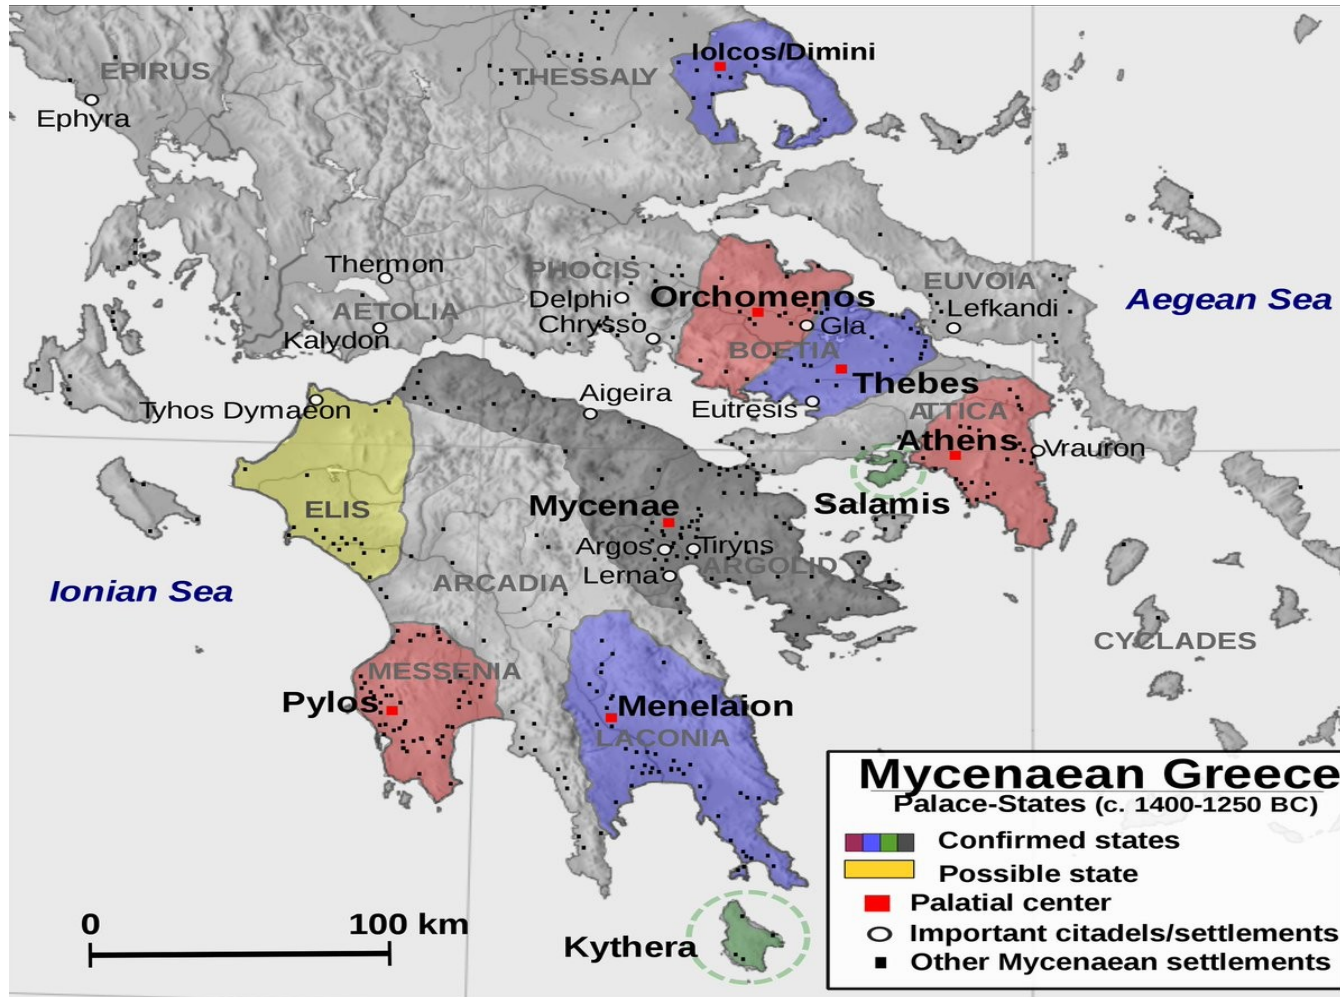 Iolcos/Dimini
EPIRUS
THESSALY
Ephyra
Thermon
PHOCIS
Delphi
AETOLIA
Orchomenos
EUVOIA
Lefkandi
Aegean Sea
Chrysso
Gla
Kalydon
BOETIA
Thebes
Aigeira
Tyhos Dymaeon
Eutresis
ATTICA
Athens
Vrauron
ELIS
Mycenae
Salamis
Argos
Tiryns
Lerna
ARGOLID
Ionian Sea
ARCADIA
CYCLADES
MESSENIA
Pylos
Menelaion
LACONIA
Mycenaean Greece
Palace-States (c. 1400-1250 BC)
Confirmed states
Possible state
Palatial center
Important citadels/settlements
Other Mycenaean settlements
0 100 km
Kythera